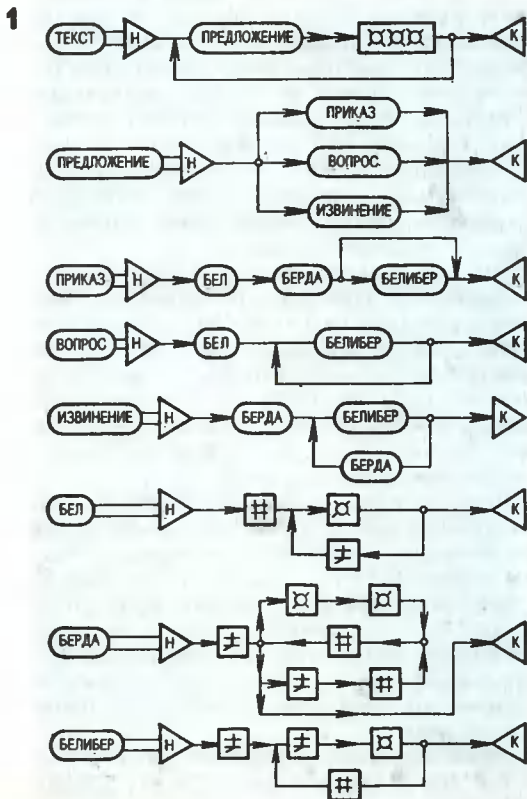 1
ТЕКСТ Н ПРЕДЛОЖЕНИЕ ¤¤¤ К
ПРИКАЗ
ПРЕДЛОЖЕНИЕ Н ВОПРОС К
ИЗВИНЕНИЕ
ПРИКАЗ Н БЕЛ БЕРДА БЕЛИБЕР К
ВОПРОС Н БЕЛ БЕЛИБЕР К
ИЗВИНЕНИЕ Н БЕРДА БЕЛИБЕР К
БЕРДА
БЕЛ Н # ¤ К
≠
¤ ¤
БЕРДА Н ≠ # К
≠ #
БЕЛИБЕР Н ≠ ≠ ¤ К
#